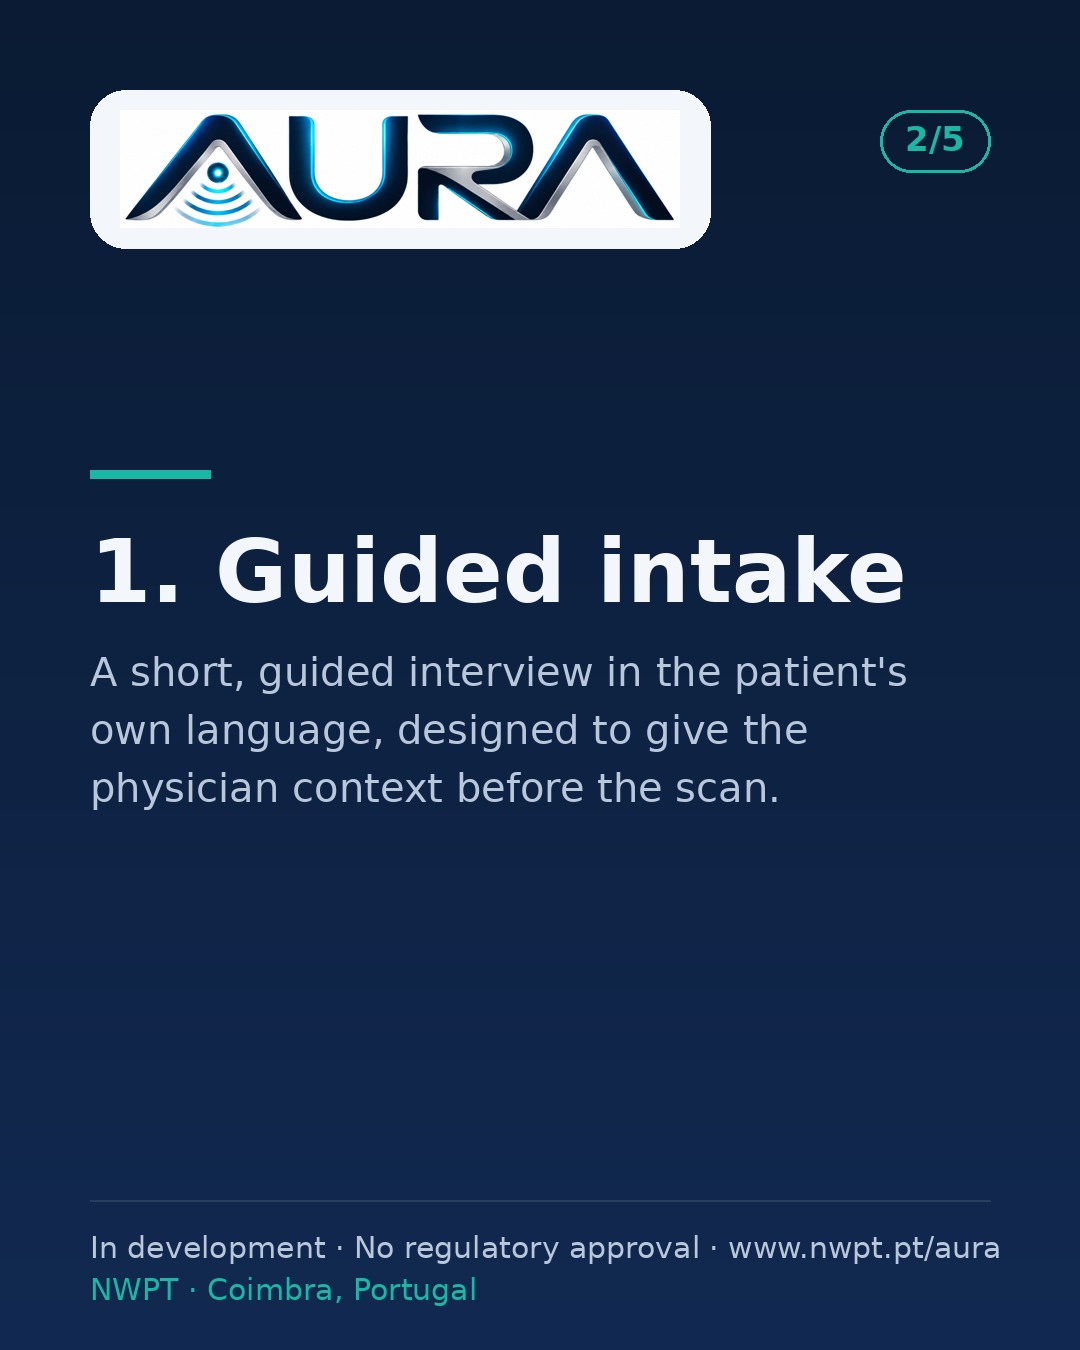 AURA
2/5
1. Guided intake
A short, guided interview in the patient's
own language, designed to give the
physician context before the scan.
In development · No regulatory approval · www.nwpt.pt/aura
NWPT · Coimbra, Portugal